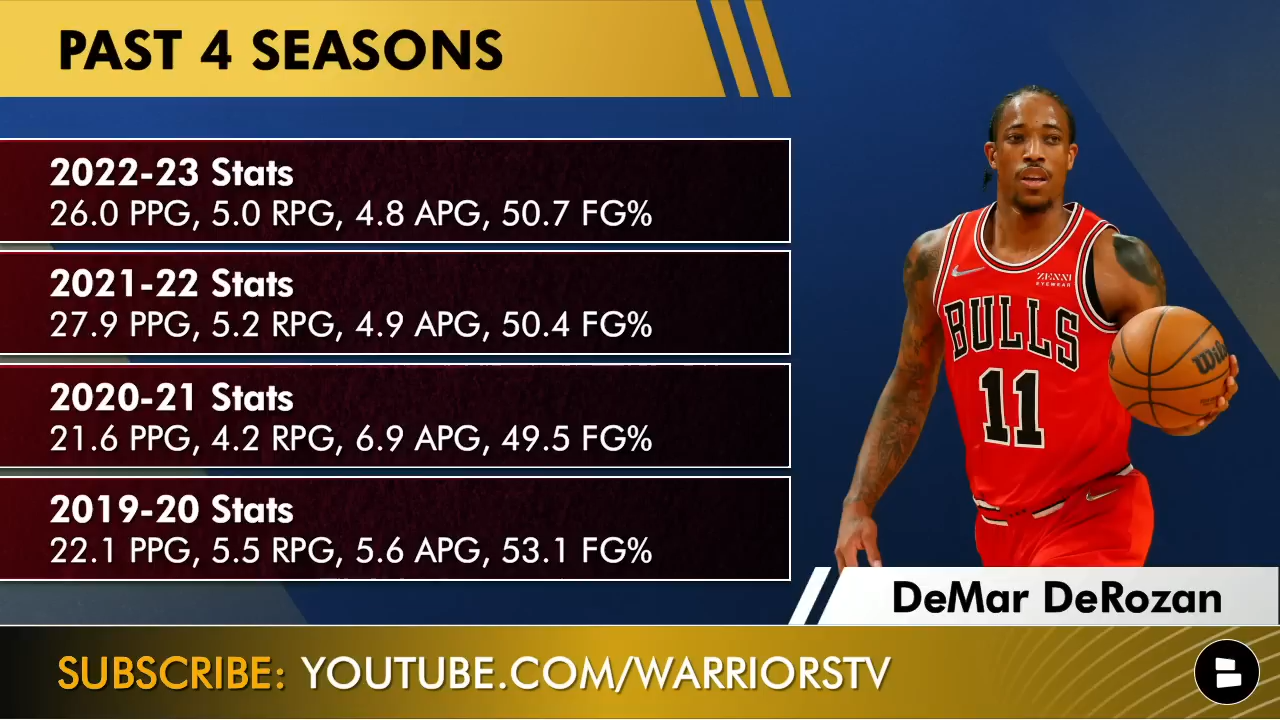 PAST 4 SEASONS
2022-23 Stats
26.0 PPG, 5.0 RPG, 4.8 APG, 50.7 FG%
2021-22 Stats
27.9 PPG, 5.2 RPG, 4.9 APG, 50.4 FG%
2020-21 Stats
21.6 PPG, 4.2 RPG, 6.9 APG, 49.5 FG%
2019-20 Stats
22.1 PPG, 5.5 RPG, 5.6 APG, 53.1 FG%
ZENNI
EYEWEAR
BULLS
11
DeMar DeRozan
SUBSCRIBE: YOUTUBE.COM/WARRIORSTV